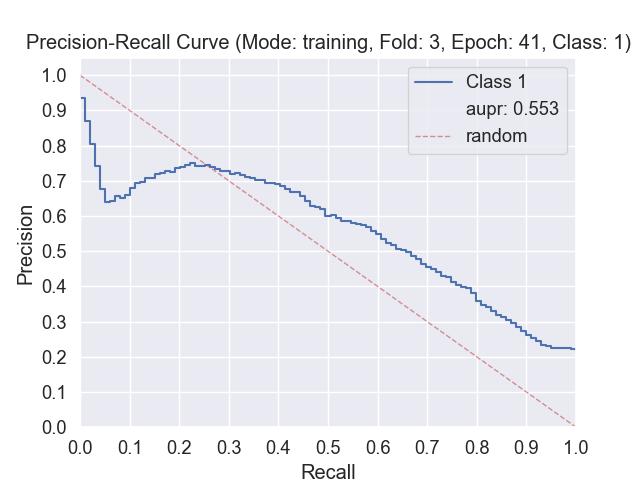 Precision-Recall Curve (Mode: training, Fold: 3, Epoch: 41, Class: 1)
Class 1
aupr: 0.553
random
1.0
0.9
0.8
0.7
0.6
0.5
0.4
0.3
0.2
0.1
0.0
Precision
0.0 0.1 0.2 0.3 0.4 0.5 0.6 0.7 0.8 0.9 1.0
Recall